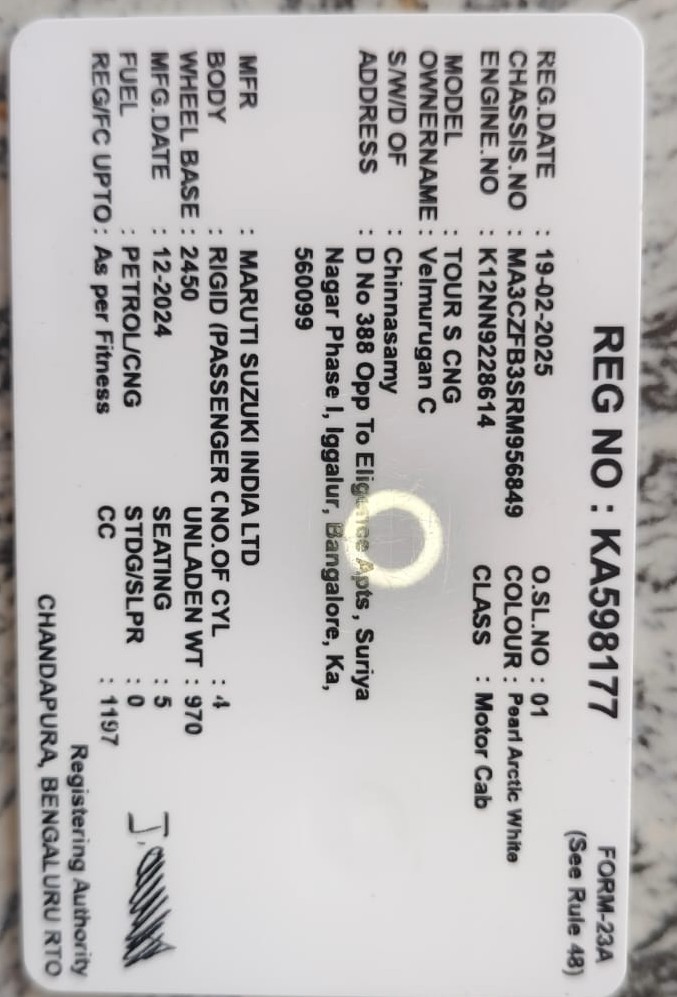 FORM-23A
(See Rule 48)
REG NO : KA598177
REG.DATE : 19-02-2025 O.SL.NO : 01
CHASSIS.NO : MA3CZFB3SRM956849 COLOUR : Pearl Arctic White
ENGINE.NO : K12NN9228614 CLASS : Motor Cab
MODEL : TOUR S CNG
OWNERNAME : Velmurugan C
S/W/D OF : Chinnasamy
ADDRESS : D No 388 Opp To Eligance Apts , Suriya
Nagar Phase I, Iggalur, Bangalore, Ka,
560099
MFR : MARUTI SUZUKI INDIA LTD
BODY : RIGID (PASSENGER CNO.OF CYL : 4
WHEEL BASE : 2450 UNLADEN WT : 970
MFG.DATE : 12-2024 SEATING : 5
FUEL : PETROL/CNG STDG/SLPR : 0
REG/FC UPTO : As per Fitness CC : 1197
Registering Authority
CHANDAPURA, BENGALURU RTO